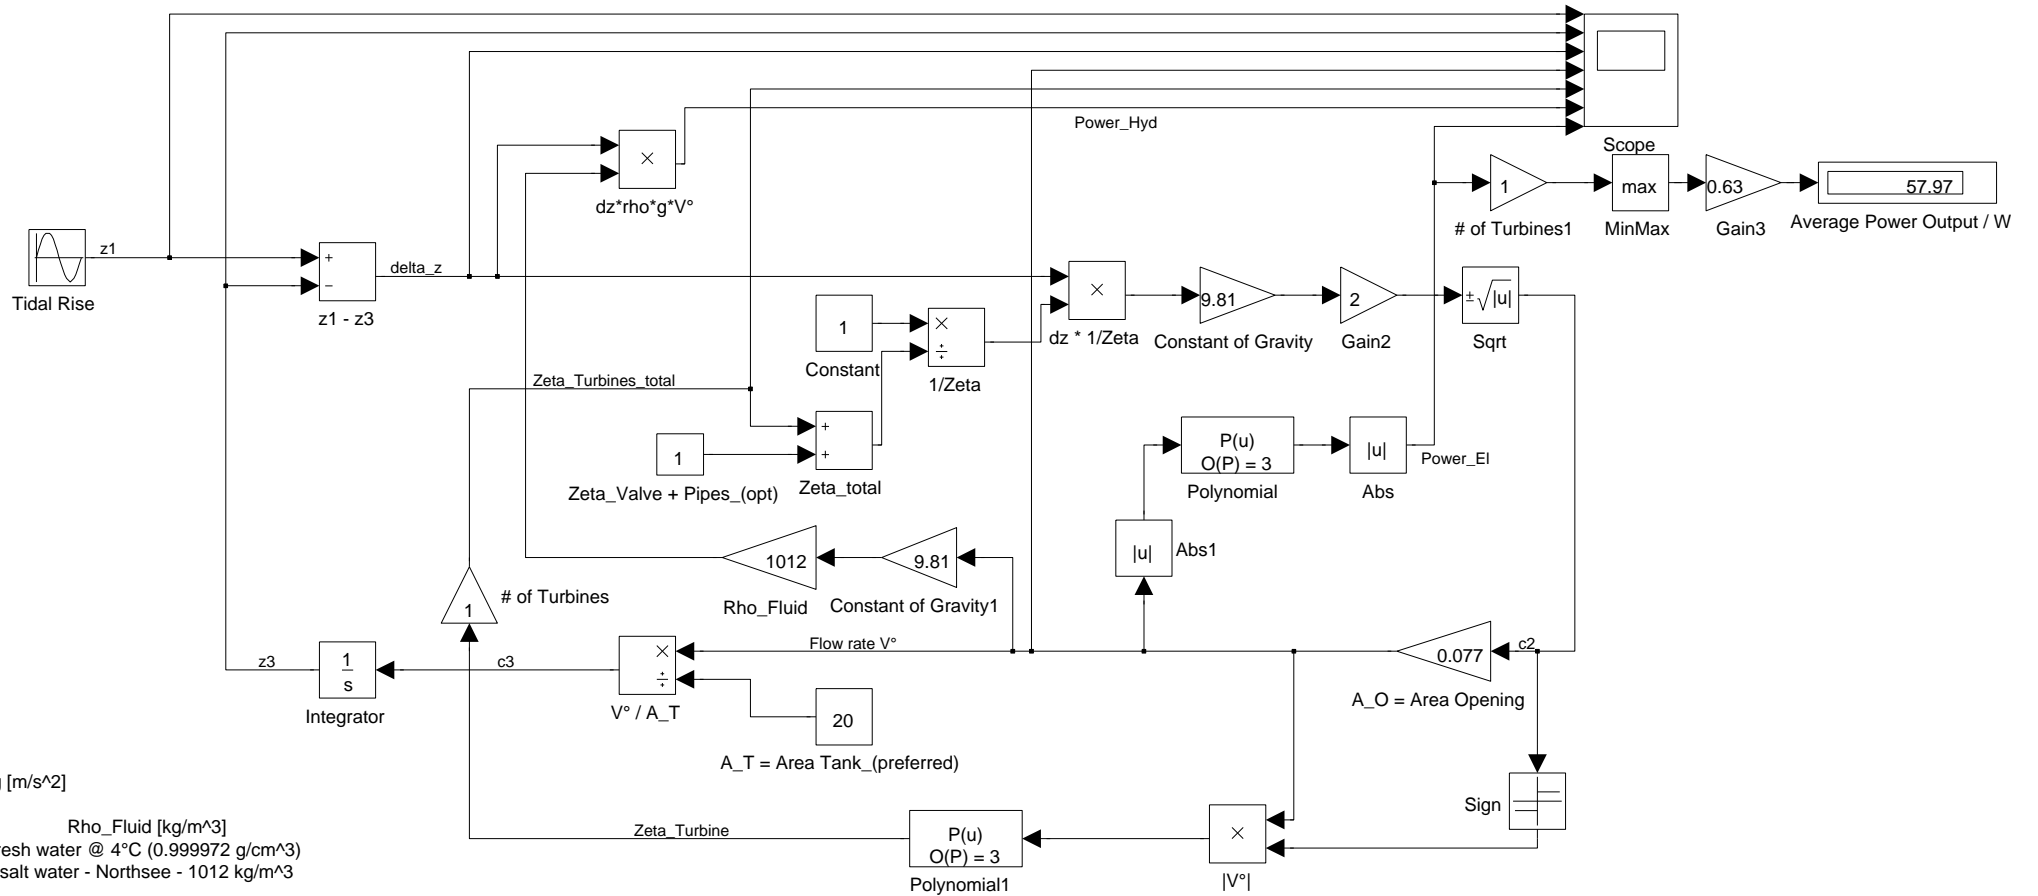 Power_Hyd
Scope
×
dz*rho*g*V°
1
# of Turbines1
max
MinMax
0.63
Gain3
57.97
Average Power Output / W
z1
Tidal Rise
+
−
z1 - z3
delta_z
×
dz * 1/Zeta
9.81
Constant of Gravity
2
Gain2
±√|u|
Sqrt
1
Constant
×
÷
1/Zeta
Zeta_Turbines_total
1
Zeta_Valve + Pipes_(opt)
+
+
Zeta_total
P(u)
O(P) = 3
Polynomial
|u|
Abs
Power_El
|u|
Abs1
1012
Rho_Fluid
9.81
Constant of Gravity1
1
# of Turbines
z3
1
s
Integrator
c3
×
÷
V° / A_T
Flow rate V°
20
A_T = Area Tank_(preferred)
0.077
A_O = Area Opening
c2
Sign
×
|V°|
P(u)
O(P) = 3
Polynomial1
Zeta_Turbine
[m/s^2]
Rho_Fluid [kg/m^3]
resh water @ 4°C (0.999972 g/cm^3)
salt water - Northsee - 1012 kg/m^3